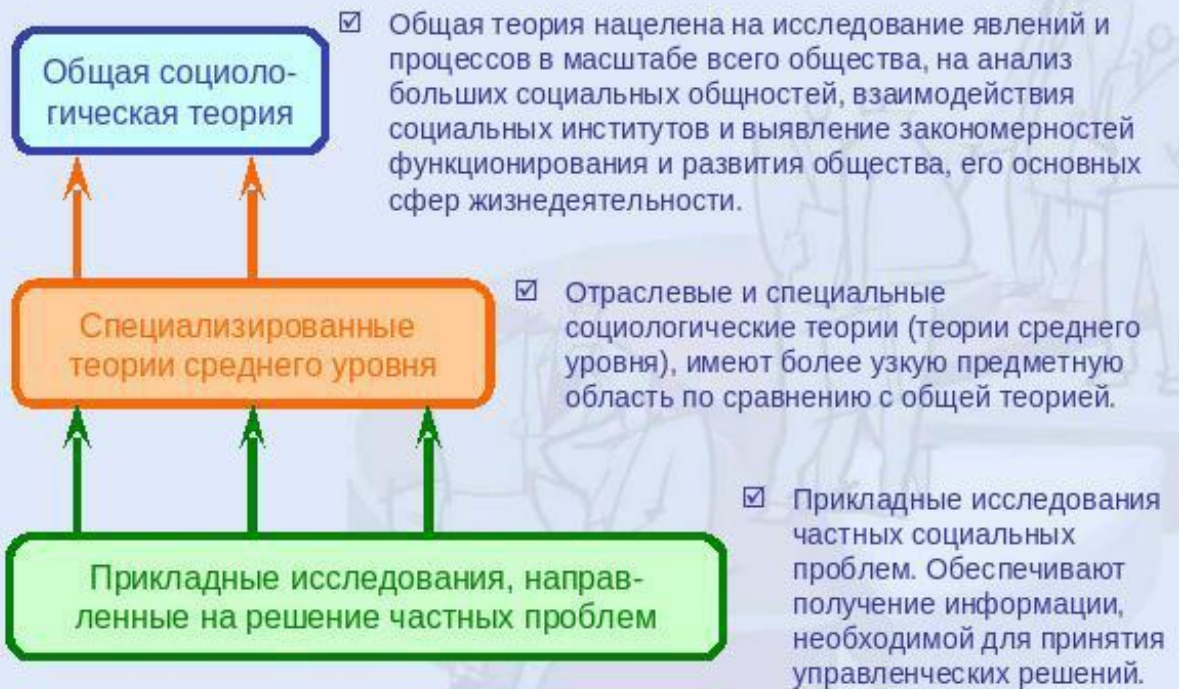 Общая социоло-
гическая теория
☑ Общая теория нацелена на исследование явлений и
процессов в масштабе всего общества, на анализ
больших социальных общностей, взаимодействия
социальных институтов и выявление закономерностей
функционирования и развития общества, его основных
сфер жизнедеятельности.
Специализированные
теории среднего уровня
☑ Отраслевые и специальные
социологические теории (теории среднего
уровня), имеют более узкую предметную
область по сравнению с общей теорией.
Прикладные исследования, направ-
ленные на решение частных проблем
☑ Прикладные исследования
частных социальных
проблем. Обеспечивают
получение информации,
необходимой для принятия
управленческих решений.